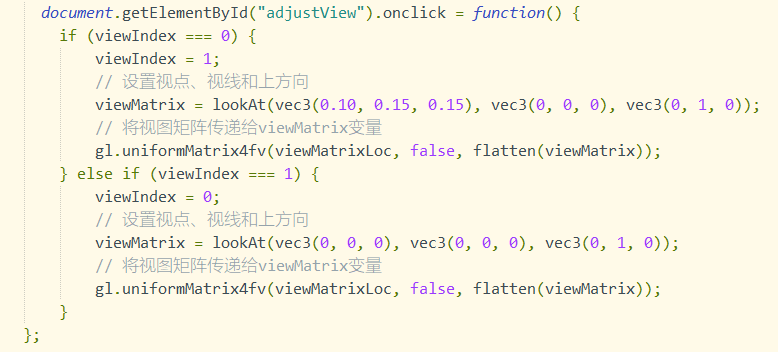 document.getElementById("adjustView").onclick = function() {
if (viewIndex === 0) {
viewIndex = 1;
// 设置视点、视线和上方向
viewMatrix = lookAt(vec3(0.10, 0.15, 0.15), vec3(0, 0, 0), vec3(0, 1, 0));
// 将视图矩阵传递给viewMatrix变量
gl.uniformMatrix4fv(viewMatrixLoc, false, flatten(viewMatrix));
} else if (viewIndex === 1) {
viewIndex = 0;
// 设置视点、视线和上方向
viewMatrix = lookAt(vec3(0, 0, 0), vec3(0, 0, 0), vec3(0, 1, 0));
// 将视图矩阵传递给viewMatrix变量
gl.uniformMatrix4fv(viewMatrixLoc, false, flatten(viewMatrix));
}
};